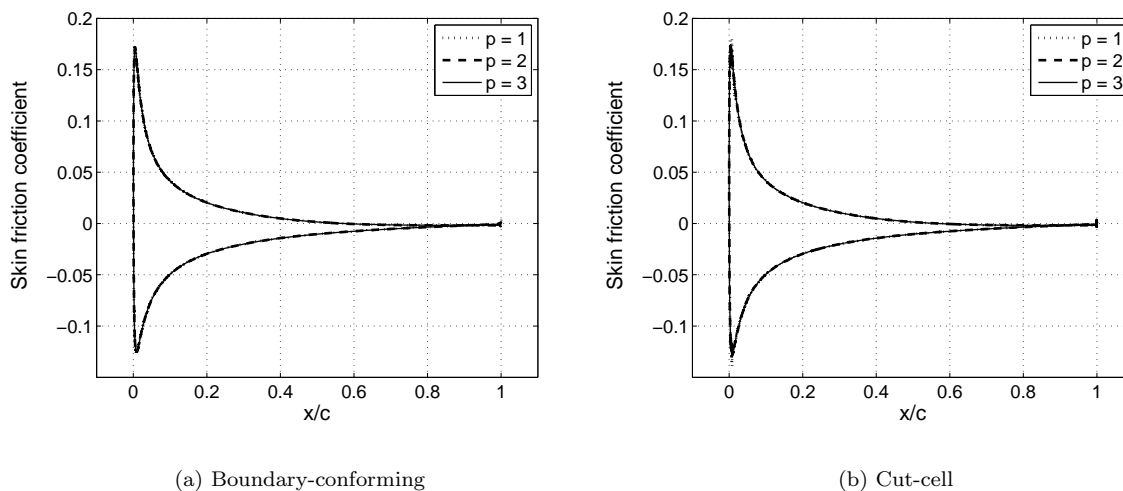 0.2
0.15
0.1
0.05
0
−0.05
−0.1
Skin friction coefficient
0 0.2 0.4 0.6 0.8 1
x/c
p = 1
p = 2
p = 3
(a) Boundary-conforming
0.2
0.15
0.1
0.05
0
−0.05
−0.1
Skin friction coefficient
0 0.2 0.4 0.6 0.8 1
x/c
p = 1
p = 2
p = 3
(b) Cut-cell